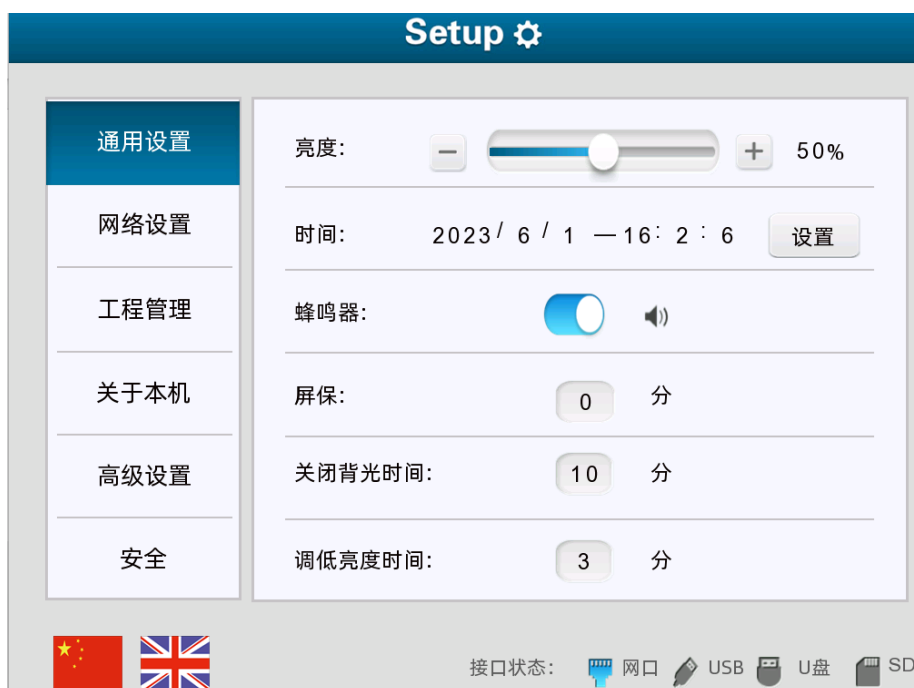 Setup
通用设置
网络设置
工程管理
关于本机
高级设置
安全
亮度: 50%
时间: 2023/ 6 / 1 —16: 2 : 6 设置
蜂鸣器:
屏保: 0 分
关闭背光时间: 10 分
调低亮度时间: 3 分
接口状态: 网口 USB U盘 SD